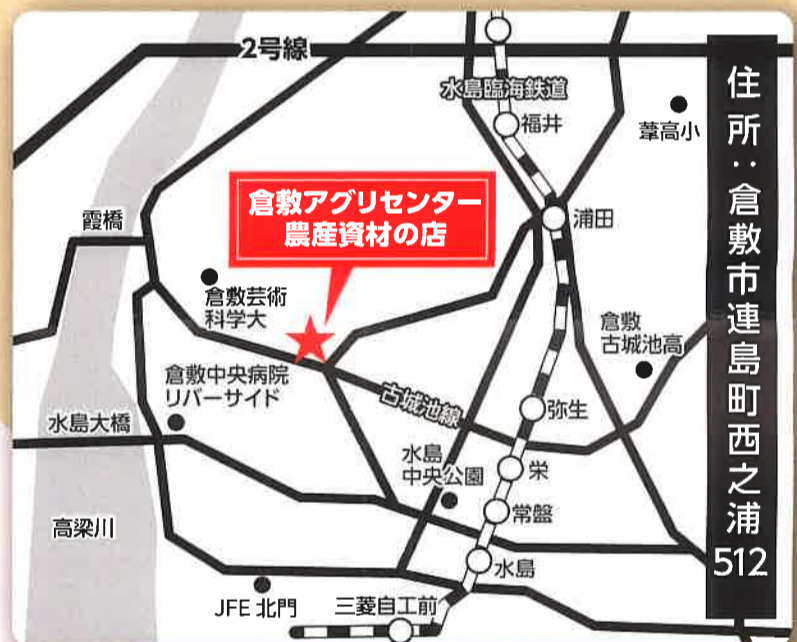 2号線
水島臨海鉄道
福井
葦高小
倉敷アグリセンター
農産資材の店
浦田
霞橋
倉敷芸術
科学大
倉敷
古城池高
倉敷中央病院
リバーサイド
古城池線
弥生
水島大橋
水島
中央公園
栄
常盤
高梁川
水島
JFE 北門
三菱自工前
住所：倉敷市連島町西之浦512